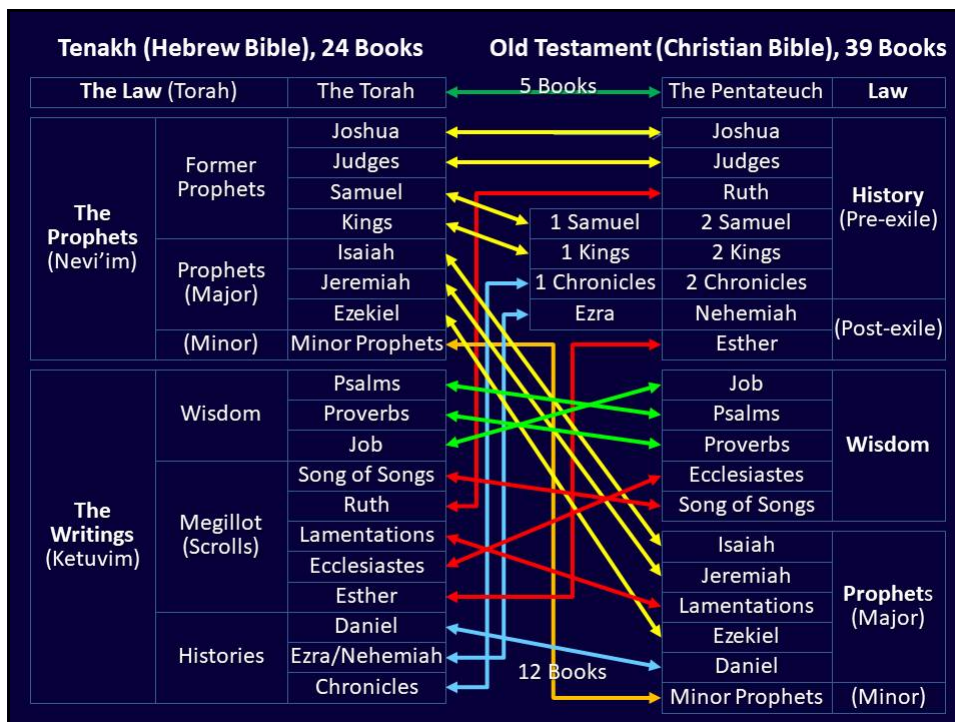 Tenakh (Hebrew Bible), 24 Books
Old Testament (Christian Bible), 39 Books
The Law (Torah)
The Torah
5 Books
The Pentateuch
Law
The Prophets
(Nevi'im)
Former
Prophets
Joshua
Judges
Samuel
Kings
Prophets
(Major)
Isaiah
Jeremiah
Ezekiel
(Minor)
Minor Prophets
The
Writings
(Ketuvim)
Wisdom
Psalms
Proverbs
Job
Megillot
(Scrolls)
Song of Songs
Ruth
Lamentations
Ecclesiastes
Esther
Histories
Daniel
Ezra/Nehemiah
Chronicles
12 Books
Joshua
Judges
Ruth
1 Samuel
2 Samuel
1 Kings
2 Kings
1 Chronicles
2 Chronicles
Ezra
Nehemiah
Esther
History
(Pre-exile)
(Post-exile)
Job
Psalms
Proverbs
Ecclesiastes
Song of Songs
Wisdom
Isaiah
Jeremiah
Lamentations
Ezekiel
Daniel
Prophets
(Major)
Minor Prophets
(Minor)